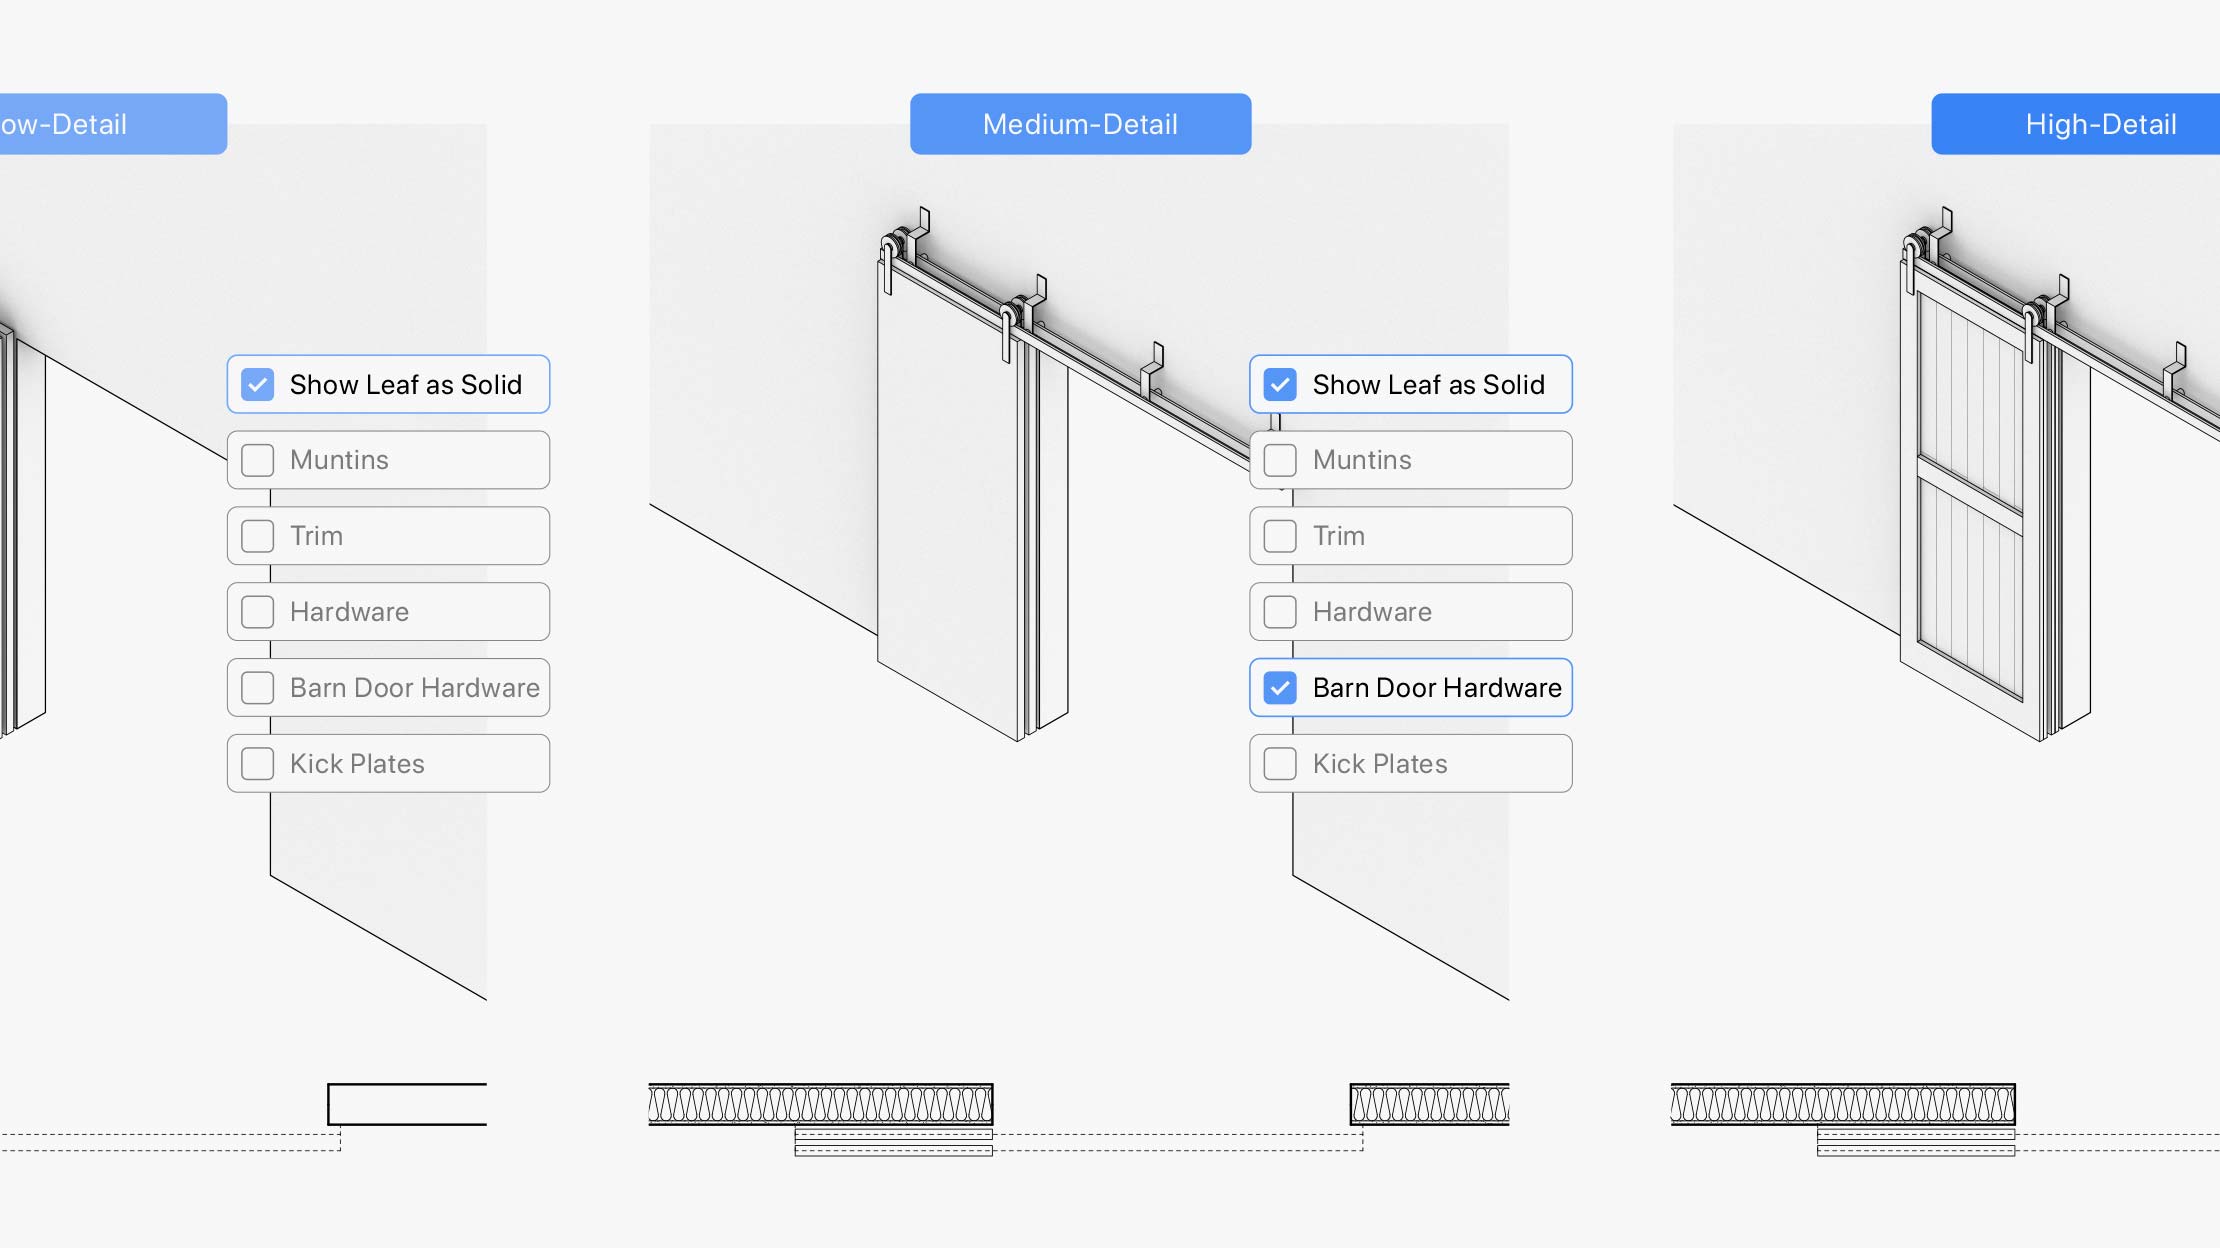 ow-Detail
Show Leaf as Solid
Muntins
Trim
Hardware
Barn Door Hardware
Kick Plates
Medium-Detail
Show Leaf as Solid
Muntins
Trim
Hardware
Barn Door Hardware
Kick Plates
High-Detail